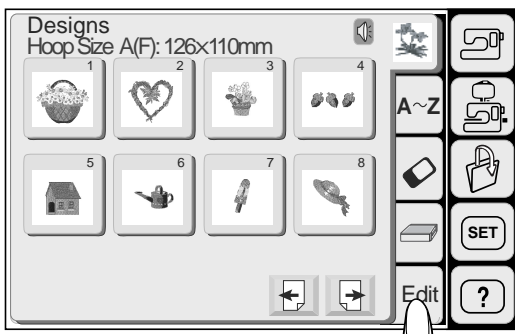 Designs
Hoop Size A(F): 126×110mm
1 2 3 4
A~Z
5 6 7 8
SET
Edit
?